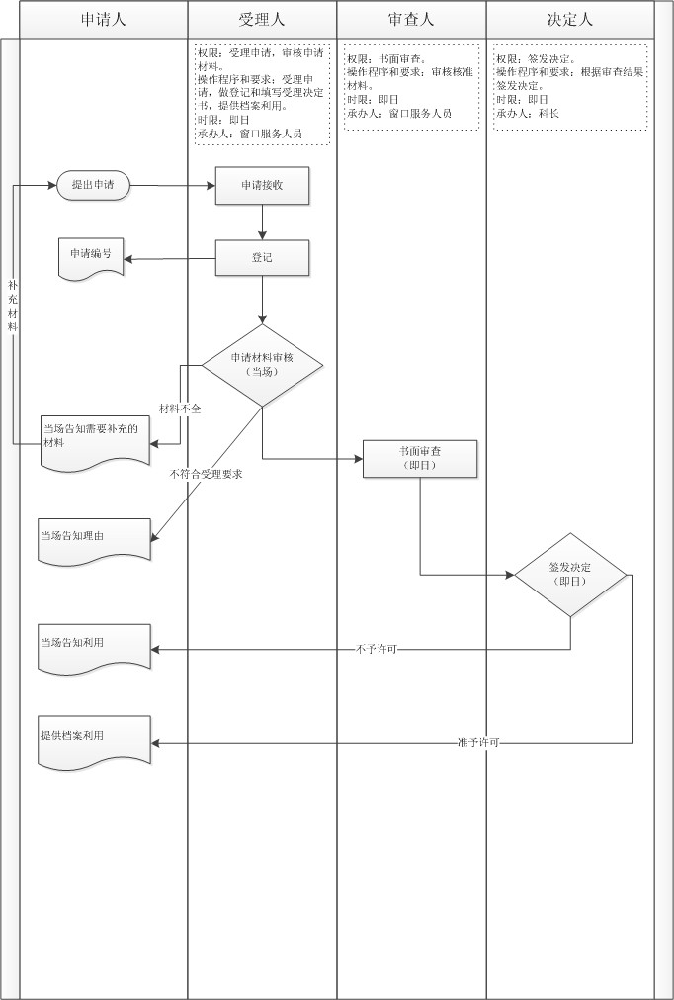 申请人
受理人
审查人
决定人
权限：受理申请，审核申请
材料。
操作程序和要求：受理申
请，做登记和填写受理决定
书，提供档案利用。
时限：即日
承办人：窗口服务人员
权限：书面审查。
操作程序和要求：审核核准
材料。
时限：即日
承办人：窗口服务人员
权限：签发决定。
操作程序和要求：根据审查结果
签发决定。
时限：即日
承办人：科长
提出申请
申请接收
申请编号
登记
补充材料
申请材料审核
（当场）
材料不全
当场告知需要补充的
材料
书面审查
（即日）
不符合受理要求
当场告知理由
签发决定
（即日）
当场告知利用
不予许可
提供档案利用
准予许可